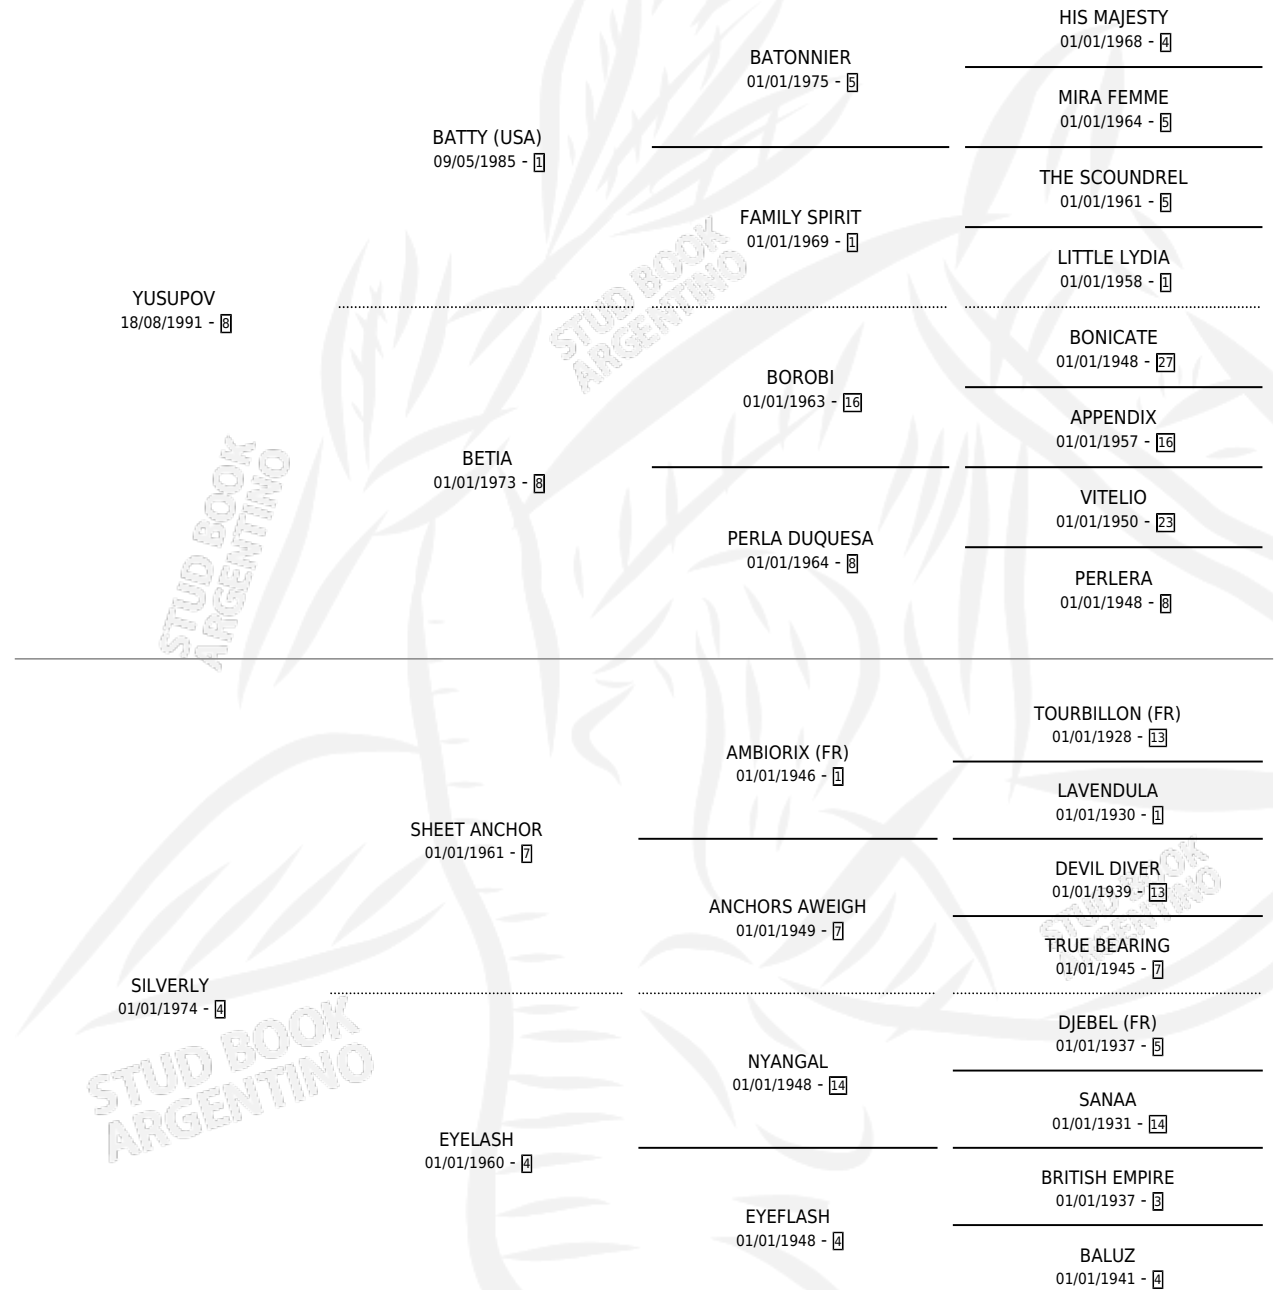 HIS MAJESTY
01/01/1968 - 4
BATONNIER
01/01/1975 - 5
MIRA FEMME
01/01/1964 - 5
BATTY (USA)
09/05/1985 - 1
THE SCOUNDREL
01/01/1961 - 5
FAMILY SPIRIT
01/01/1969 - 1
LITTLE LYDIA
01/01/1958 - 1
YUSUPOV
18/08/1991 - 8
BONICATE
01/01/1948 - 27
BOROBI
01/01/1963 - 16
APPENDIX
01/01/1957 - 16
BETIA
01/01/1973 - 8
VITELIO
01/01/1950 - 23
PERLA DUQUESA
01/01/1964 - 8
PERLERA
01/01/1948 - 8
STUD BOOK
ARGENTINO
STUD BOOK
ARGENTINO
TOURBILLON (FR)
01/01/1928 - 13
AMBIORIX (FR)
01/01/1946 - 1
LAVENDULA
01/01/1930 - 1
SHEET ANCHOR
01/01/1961 - 7
DEVIL DIVER
01/01/1939 - 13
ANCHORS AWEIGH
01/01/1949 - 7
TRUE BEARING
01/01/1945 - 7
SILVERLY
01/01/1974 - 4
DJEBEL (FR)
01/01/1937 - 5
NYANGAL
01/01/1948 - 14
SANAA
01/01/1931 - 14
EYELASH
01/01/1960 - 4
BRITISH EMPIRE
01/01/1937 - 3
EYEFLASH
01/01/1948 - 4
BALUZ
01/01/1941 - 4
STUD BOOK
ARGENTINO
STUD BOOK
ARGENTINO